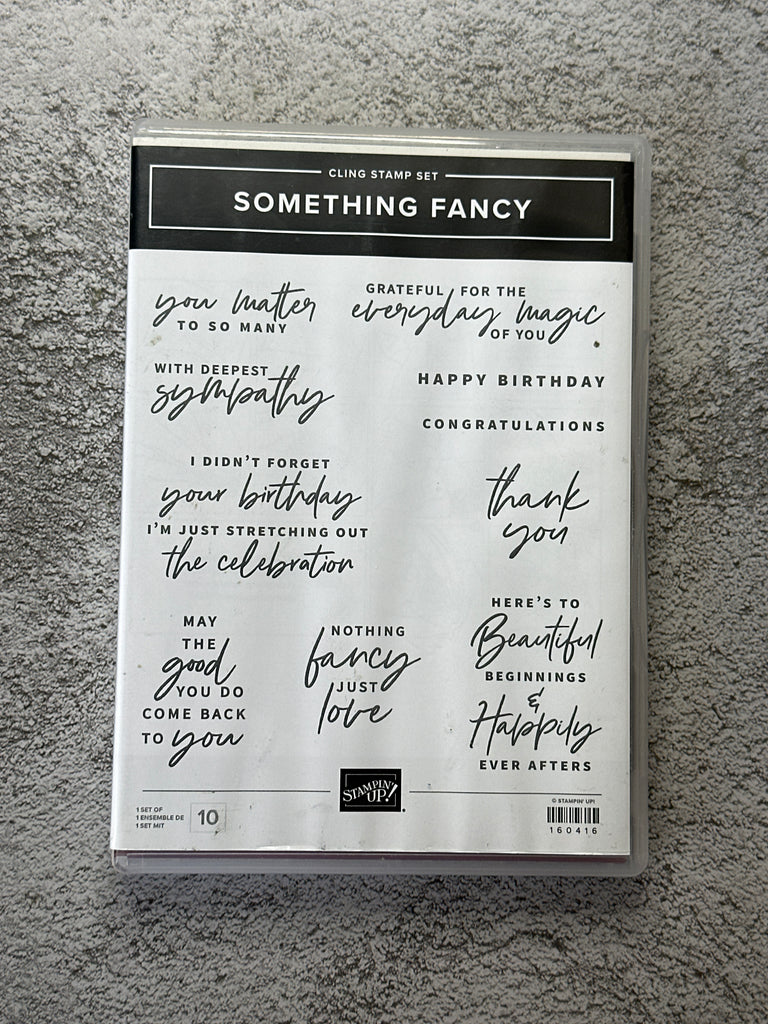 CLING STAMP SET
SOMETHING FANCY
you matter
TO SO MANY
GRATEFUL FOR THE
everyday magic
OF YOU
WITH DEEPEST
sympathy
HAPPY BIRTHDAY
CONGRATULATIONS
I DIDN'T FORGET
your birthday
I'M JUST STRETCHING OUT
the celebration
thank
you
MAY
THE
good
YOU DO
COME BACK
TO you
NOTHING
fancy
JUST
love
HERE'S TO
Beautiful
BEGINNINGS
&
Happily
EVER AFTERS
1 SET OF
1 ENSEMBLE DE
1 SET MIT
10
STAMPIN'
UP!
© STAMPIN' UP!
160416